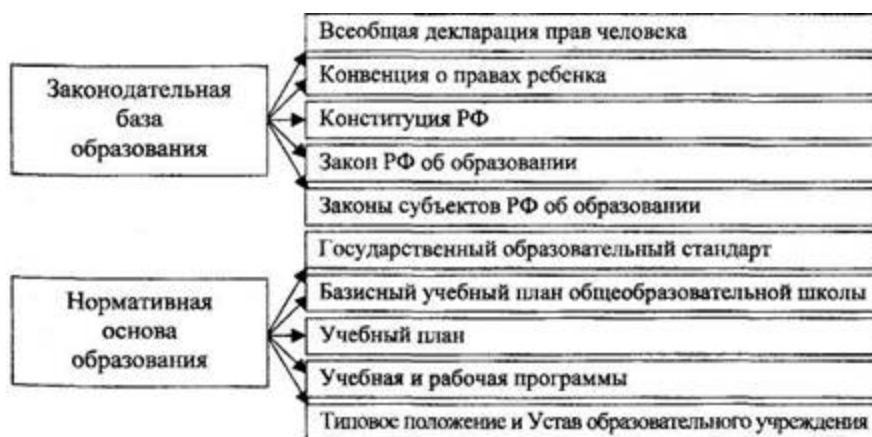 Законодательная
база
образования
Всеобщая декларация прав человека
Конвенция о правах ребенка
Конституция РФ
Закон РФ об образовании
Законы субъектов РФ об образовании
Нормативная
основа
образования
Государственный образовательный стандарт
Базисный учебный план общеобразовательной школы
Учебный план
Учебная и рабочая программы
Типовое положение и Устав образовательного учреждения